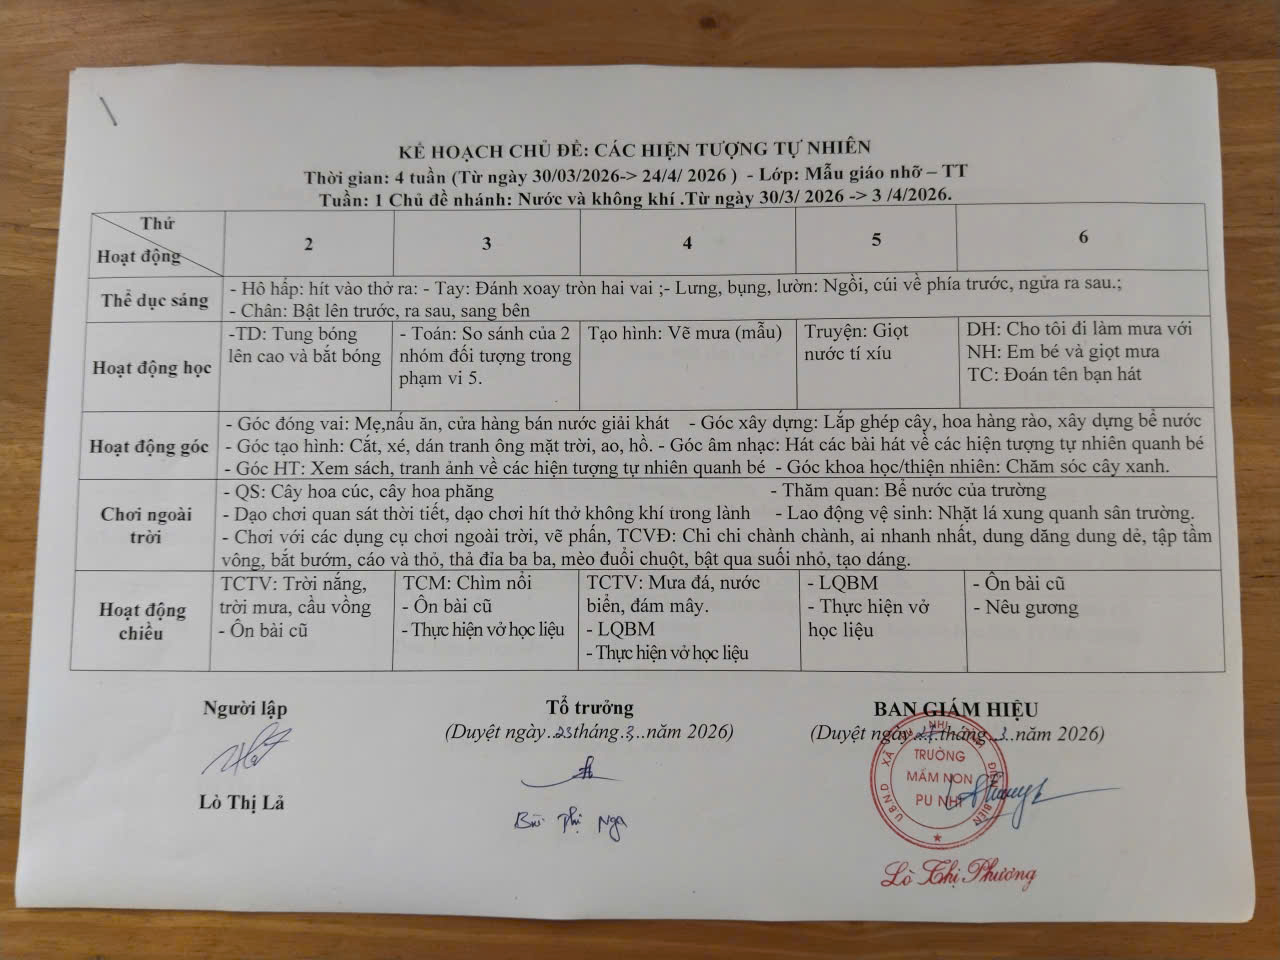 KẾ HOẠCH CHỦ ĐỀ: CÁC HIỆN TƯỢNG TỰ NHIÊN
Thời gian: 4 tuần (Từ ngày 30/03/2026-> 24/4/ 2026 ) - Lớp: Mẫu giáo nhỡ – TT
Tuần: 1 Chủ đề nhánh: Nước và không khí .Từ ngày 30/3/ 2026 -> 3 /4/2026.
Thứ
Hoạt động
2
3
4
5
6
Thể dục sáng
- Hô hấp: hít vào thở ra: - Tay: Đánh xoay tròn hai vai ;- Lưng, bụng, lườn: Ngồi, cúi về phía trước, ngửa ra sau.;
- Chân: Bật lên trước, ra sau, sang bên
Hoạt động học
-TD: Tung bóng
lên cao và bắt bóng
- Toán: So sánh của 2
nhóm đối tượng trong
phạm vi 5.
Tạo hình: Vẽ mưa (mẫu)
Truyện: Giọt
nước tí xíu
DH: Cho tôi đi làm mưa với
NH: Em bé và giọt mưa
TC: Đoán tên bạn hát
Hoạt động góc
- Góc đóng vai: Mẹ,nấu ăn, cửa hàng bán nước giải khát - Góc xây dựng: Lắp ghép cây, hoa hàng rào, xây dựng bể nước
- Góc tạo hình: Cắt, xé, dán tranh ông mặt trời, ao, hồ. - Góc âm nhạc: Hát các bài hát về các hiện tượng tự nhiên quanh bé
- Góc HT: Xem sách, tranh ảnh về các hiện tượng tự nhiên quanh bé - Góc khoa học/thiện nhiên: Chăm sóc cây xanh.
Chơi ngoài
trời
- QS: Cây hoa cúc, cây hoa phăng - Thăm quan: Bể nước của trường
- Dạo chơi quan sát thời tiết, dạo chơi hít thở không khí trong lành - Lao động vệ sinh: Nhặt lá xung quanh sân trường.
- Chơi với các dụng cụ chơi ngoài trời, vẽ phấn, TCVĐ: Chi chi chành chành, ai nhanh nhất, dung dăng dung dẻ, tập tầm
vông, bắt bướm, cáo và thỏ, thả đỉa ba ba, mèo đuổi chuột, bật qua suối nhỏ, tạo dáng.
Hoạt động
chiều
TCTV: Trời nắng,
trời mưa, cầu vồng
- Ôn bài cũ
TCM: Chìm nổi
- Ôn bài cũ
- Thực hiện vở học liệu
TCTV: Mưa đá, nước
biển, đám mây.
- LQBM
- Thực hiện vở học liệu
- LQBM
- Thực hiện vở
học liệu
- Ôn bài cũ
- Nêu gương
Người lập
Lò Thị Lả
Tổ trưởng
(Duyệt ngày..23tháng.3...năm 2026)
Bùi Thị Nga
BAN GIÁM HIỆU
(Duyệt ngày tháng..3..năm 2026)
TRƯỜNG
MẦM NON
PU NHI
Lò Thị Phương